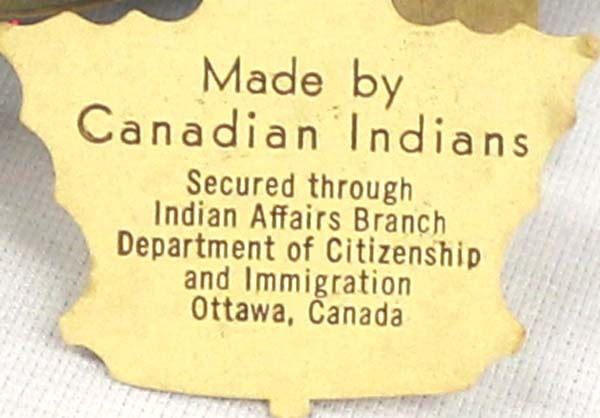 Made by
Canadian Indians
Secured through
Indian Affairs Branch
Department of Citizenship
and Immigration
Ottawa, Canada